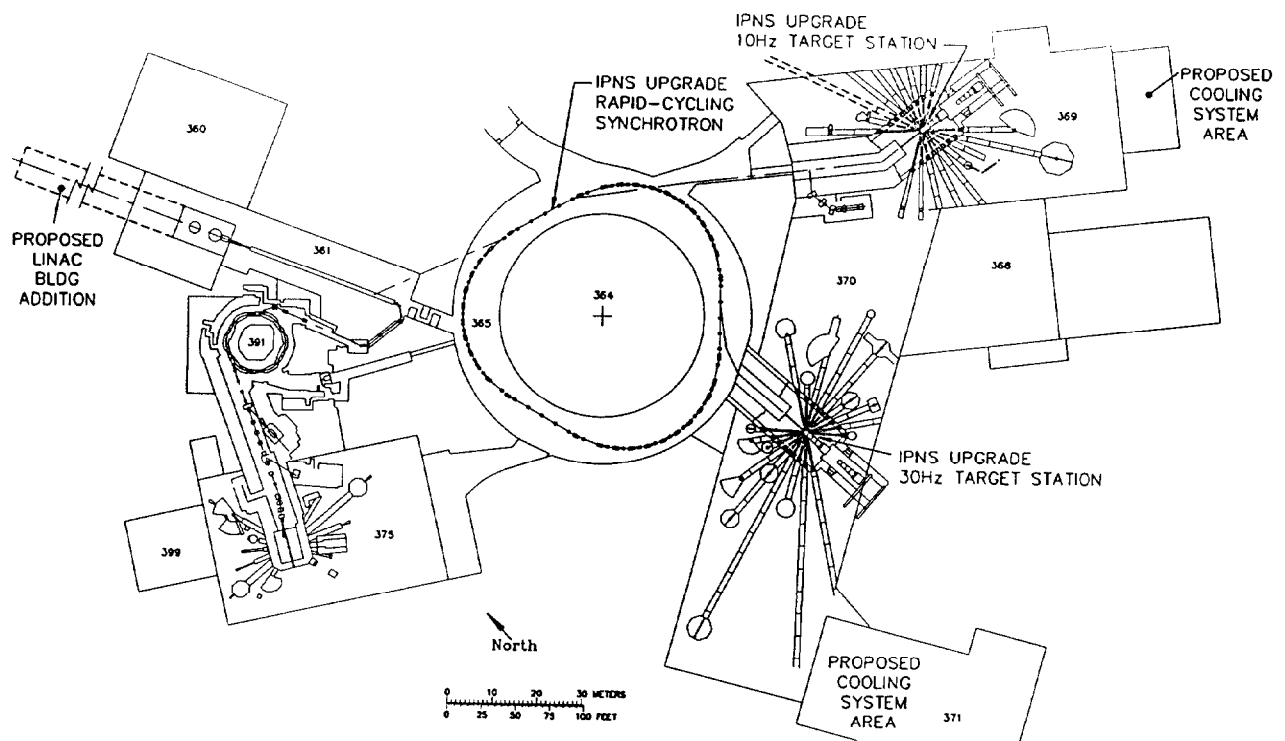 IPNS UPGRADE
10Hz TARGET STATION
IPNS UPGRADE
RAPID-CYCLING
SYNCHROTRON
PROPOSED
COOLING
SYSTEM
AREA
360
369
PROPOSED
LINAC
BLDG
ADDITION
361
370
368
364
365
391
IPNS UPGRADE
30Hz TARGET STATION
399
375
North
0 10 20 30 METERS
0 25 50 75 100 FEET
PROPOSED
COOLING
SYSTEM
AREA
371